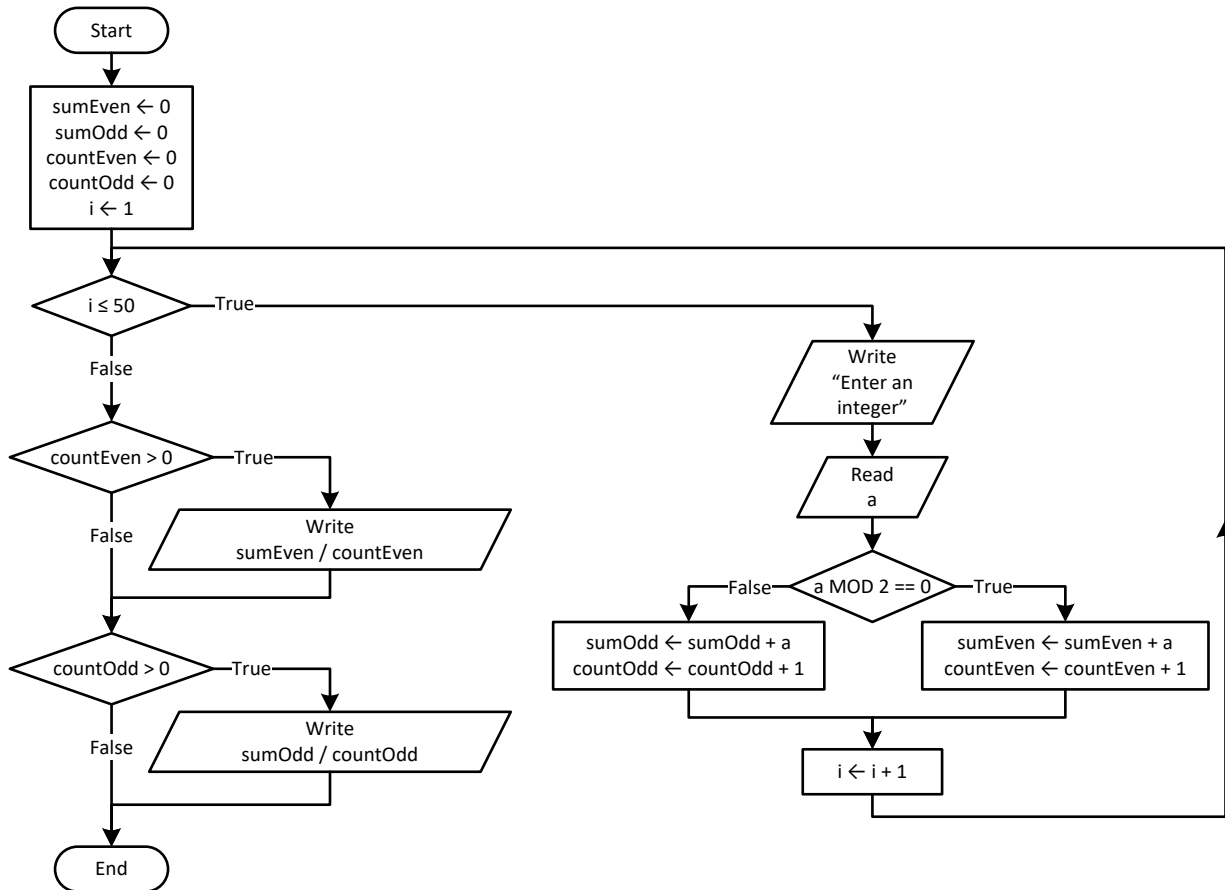 Start
sumEven ← 0
sumOdd ← 0
countEven ← 0
countOdd ← 0
i ← 1
i ≤ 50
True
False
Write
“Enter an
integer”
Read
a
a MOD 2 == 0
False
True
sumOdd ← sumOdd + a
countOdd ← countOdd + 1
sumEven ← sumEven + a
countEven ← countEven + 1
i ← i + 1
countEven > 0
True
False
Write
sumEven / countEven
countOdd > 0
True
False
Write
sumOdd / countOdd
End